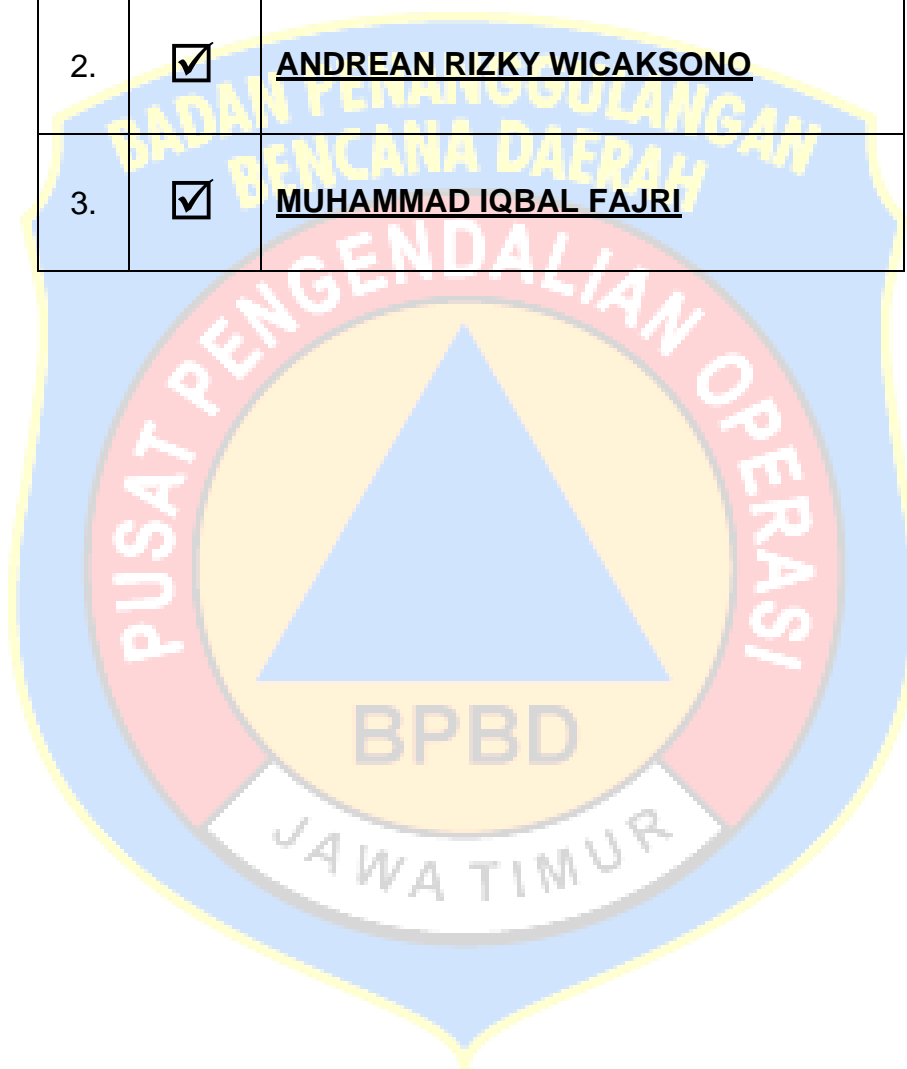 2. ☑ ANDREAN RIZKY WICAKSONO
BADAN PENANGGULANGAN
BENCANA DAERAH
3. ☑ MUHAMMAD IQBAL FAJRI
PUSAT PENGENDALIAN OPERASI
BPBD
JAWA TIMUR